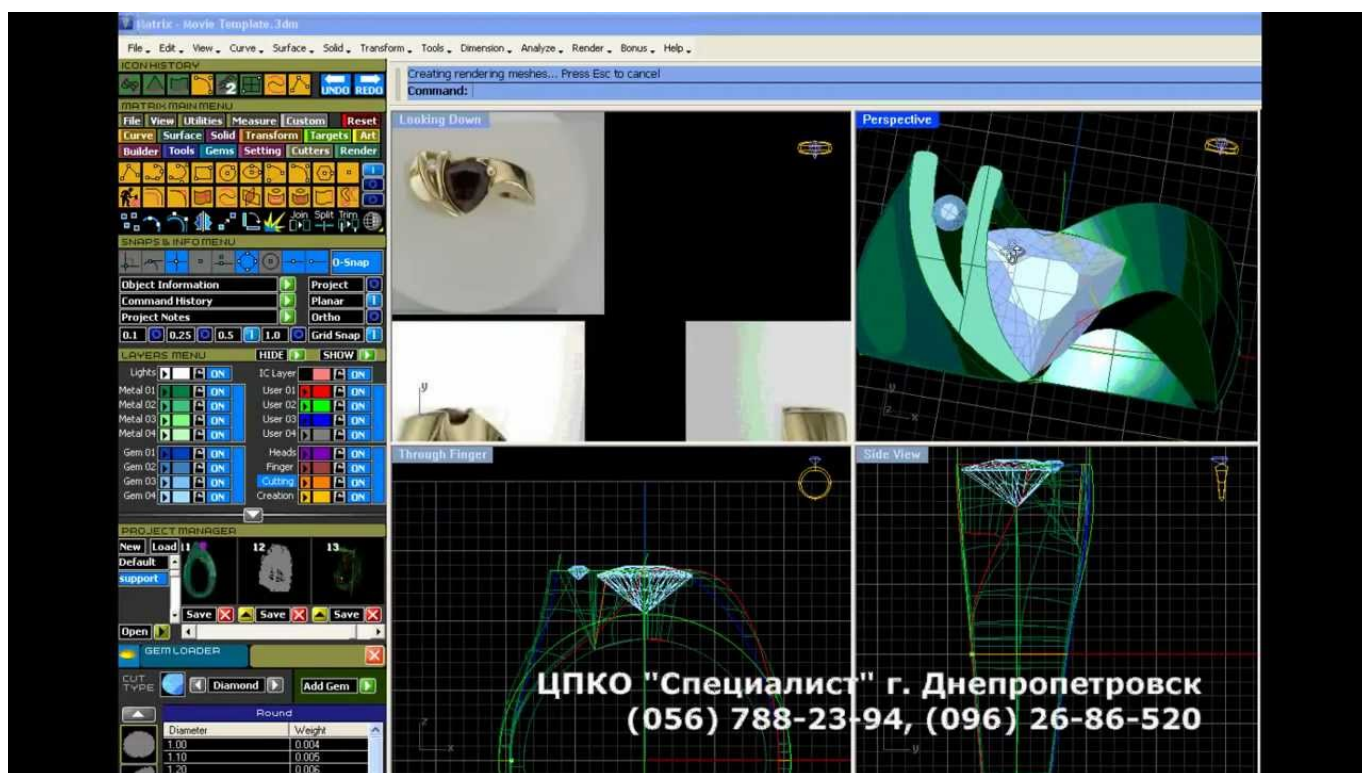 Matrix - Movie Template.3dm
File Edit View Curve Surface Solid Transform Tools Dimension Analyze Render Bonus Help
ICON HISTORY
2 UNDO REDO
Creating rendering meshes... Press Esc to cancel
Command:
MATRIX MAIN MENU
File View Utilities Measure Custom Reset
Curve Surface Solid Transform Targets Art
Builder Tools Gems Setting Cutters Render
Join Split Trim
SNAPS & INFO MENU
O-Snap
Object Information Project
Command History Planar
Project Notes Ortho
0.1 0.25 0.5 1.0 Grid Snap
LAYERS MENU HIDE SHOW
Lights ON IC Layer ON
Metal 01 ON User 01 ON
Metal 02 ON User 02 ON
Metal 03 ON User 03 ON
Metal 04 ON User 04 ON
Gem 01 ON Heads ON
Gem 02 ON Finger ON
Gem 03 ON Cutting ON
Gem 04 ON Creation ON
PROJECT MANAGER
New Load 11 12 13
Default
support
Save Save Save
Open
GEM LOADER
CUT TYPE Diamond Add Gem
Round
Diameter Weight
1.00 0.004
1.10 0.005
1.20 0.006
Looking Down
y
Perspective
y
z x
Through Finger
z
x
Side View
y
ЦПКО "Специалист" г. Днепропетровск
(056) 788-23-94, (096) 26-86-520